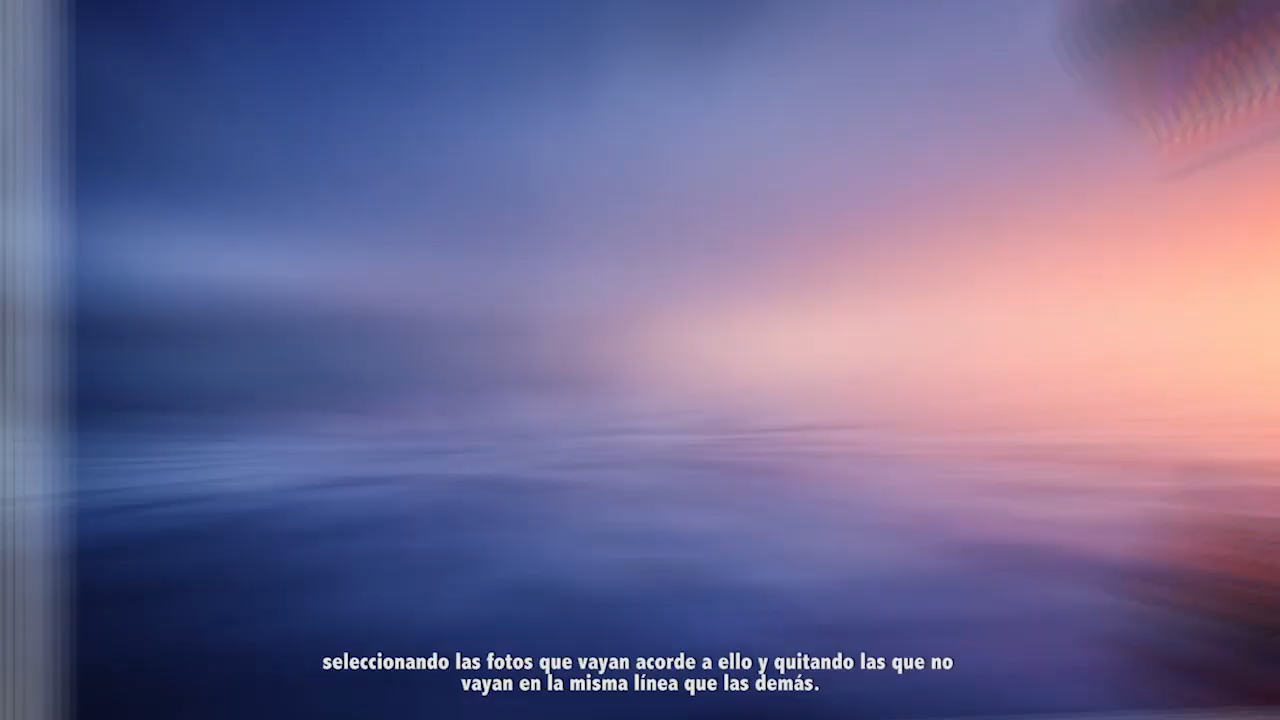 seleccionando las fotos que vayan acorde a ello y quitando las que no
vayan en la misma línea que las demás.